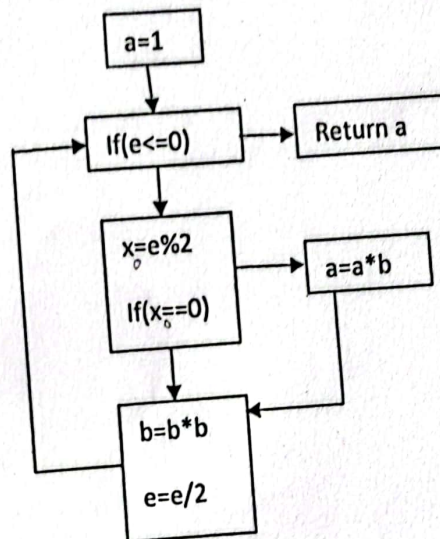 a=1
If(e<=0)
Return a
x=e%2
If(x==0)
a=a*b
b=b*b
e=e/2